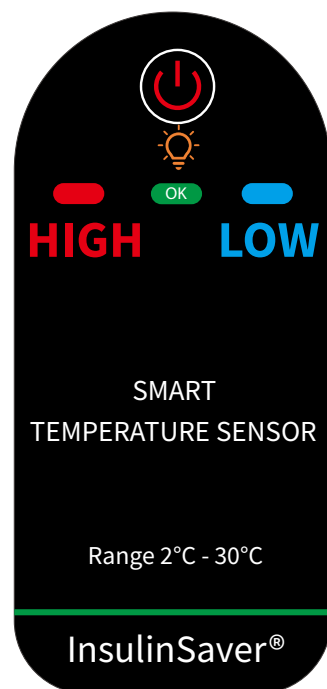 OK
HIGH LOW
SMART
TEMPERATURE SENSOR
Range 2°C - 30°C
InsulinSaver®